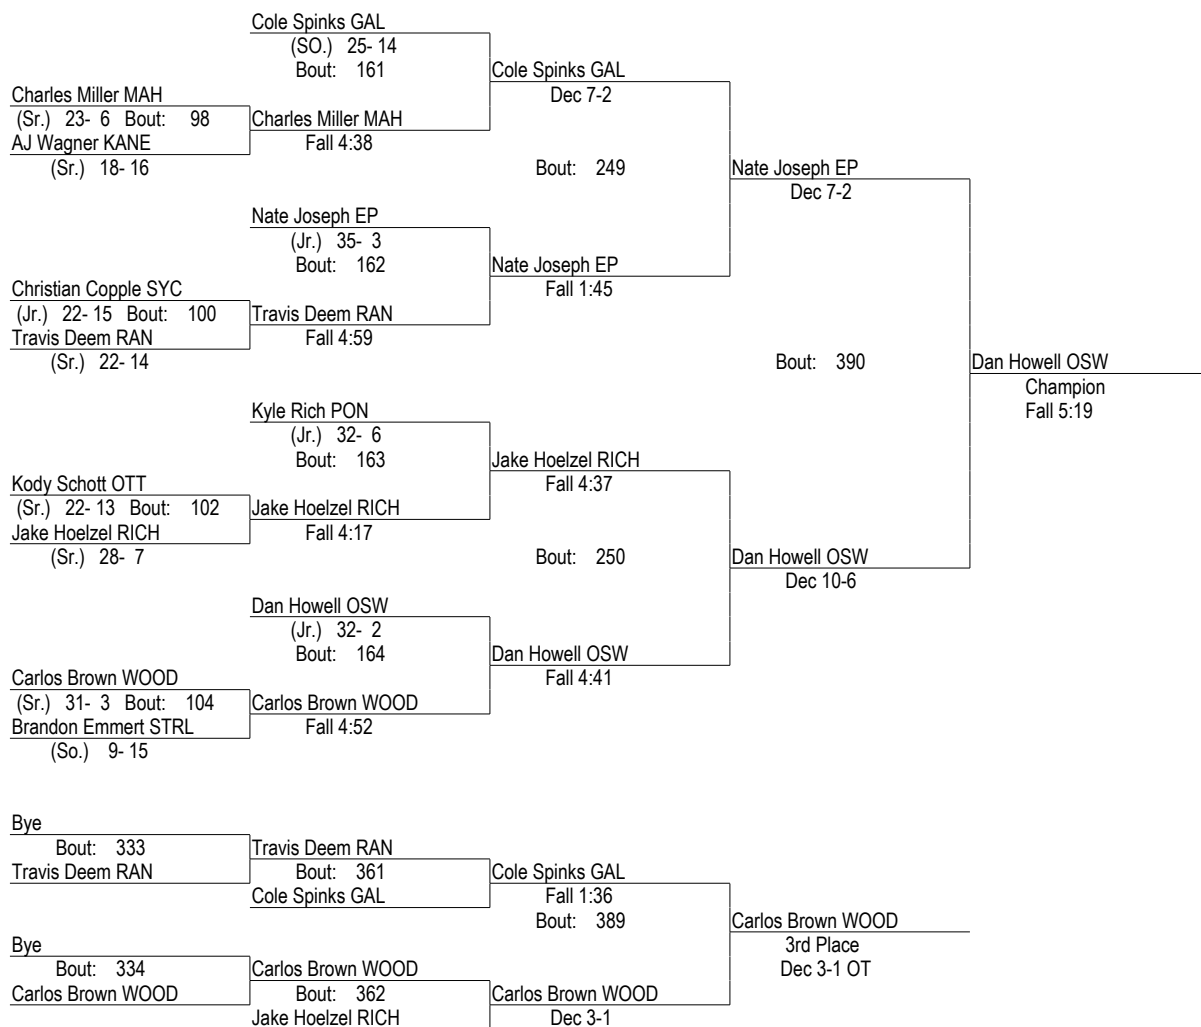 Cole Spinks GAL
(SO.) 25- 14
Bout: 161
Cole Spinks GAL
Dec 7-2
Charles Miller MAH
(Sr.) 23- 6 Bout: 98
Charles Miller MAH
AJ Wagner KANE
Fall 4:38
(Sr.) 18- 16
Bout: 249
Nate Joseph EP
Dec 7-2
Nate Joseph EP
(Jr.) 35- 3
Bout: 162
Nate Joseph EP
Fall 1:45
Christian Copple SYC
(Jr.) 22- 15 Bout: 100
Travis Deem RAN
Travis Deem RAN
Fall 4:59
(Sr.) 22- 14
Bout: 390
Dan Howell OSW
Champion
Fall 5:19
Kyle Rich PON
(Jr.) 32- 6
Bout: 163
Jake Hoelzel RICH
Fall 4:37
Kody Schott OTT
(Sr.) 22- 13 Bout: 102
Jake Hoelzel RICH
Jake Hoelzel RICH
Fall 4:17
(Sr.) 28- 7
Bout: 250
Dan Howell OSW
Dec 10-6
Dan Howell OSW
(Jr.) 32- 2
Bout: 164
Dan Howell OSW
Fall 4:41
Carlos Brown WOOD
(Sr.) 31- 3 Bout: 104
Carlos Brown WOOD
Brandon Emmert STRL
Fall 4:52
(So.) 9- 15
Bye
Bout: 333
Travis Deem RAN
Travis Deem RAN
Bout: 361
Cole Spinks GAL
Cole Spinks GAL
Fall 1:36
Bout: 389
Carlos Brown WOOD
3rd Place
Dec 3-1 OT
Bye
Bout: 334
Carlos Brown WOOD
Carlos Brown WOOD
Bout: 362
Jake Hoelzel RICH
Carlos Brown WOOD
Dec 3-1